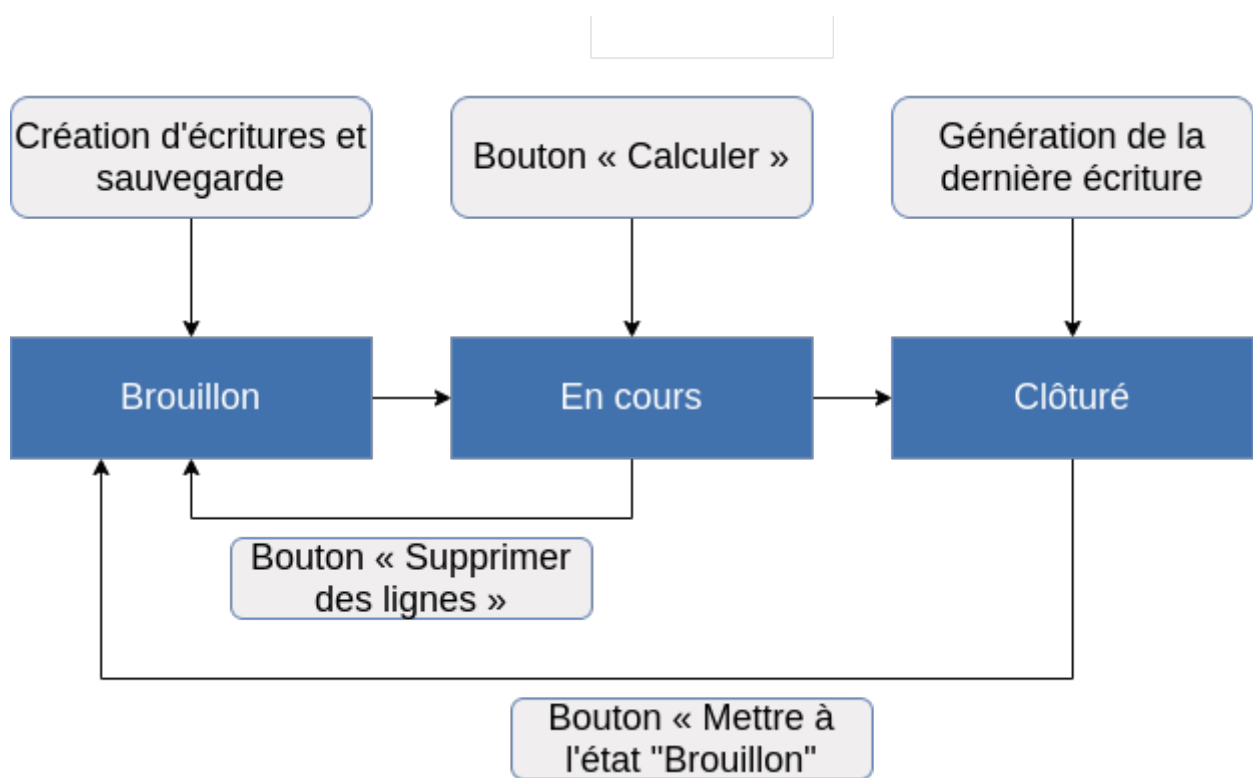 Création d'écritures et
sauvegarde
Bouton « Calculer »
Génération de la
dernière écriture
Brouillon
En cours
Clôturé
Bouton « Supprimer
des lignes »
Bouton « Mettre à
l'état "Brouillon"